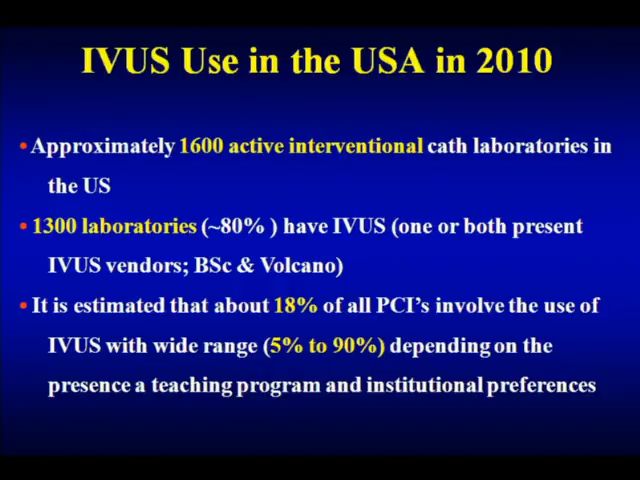 IVUS Use in the USA in 2010
•Approximately 1600 active interventional cath laboratories in
the US
• 1300 laboratories (~80% ) have IVUS (one or both present
IVUS vendors; BSc & Volcano)
• It is estimated that about 18% of all PCI’s involve the use of
IVUS with wide range (5% to 90%) depending on the
presence a teaching program and institutional preferences